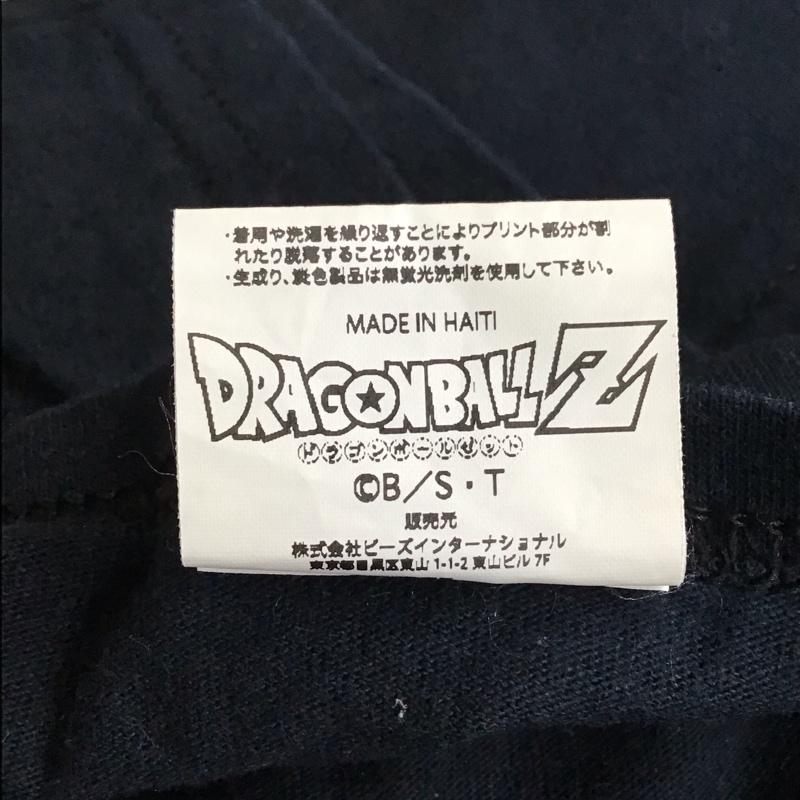 ・着用や洗濯を繰り返すことによりプリント部分が割
れたり脱落することがあります。
・生成り、淡色製品は無蛍光洗剤を使用して下さい。
MADE IN HAITI
DRAGONBALL Z
ドラゴンボールゼット
©B／S・T
販売元
株式会社ビーズインターナショナル
東京都目黒区東山 1-1-2 東山ビル 7F